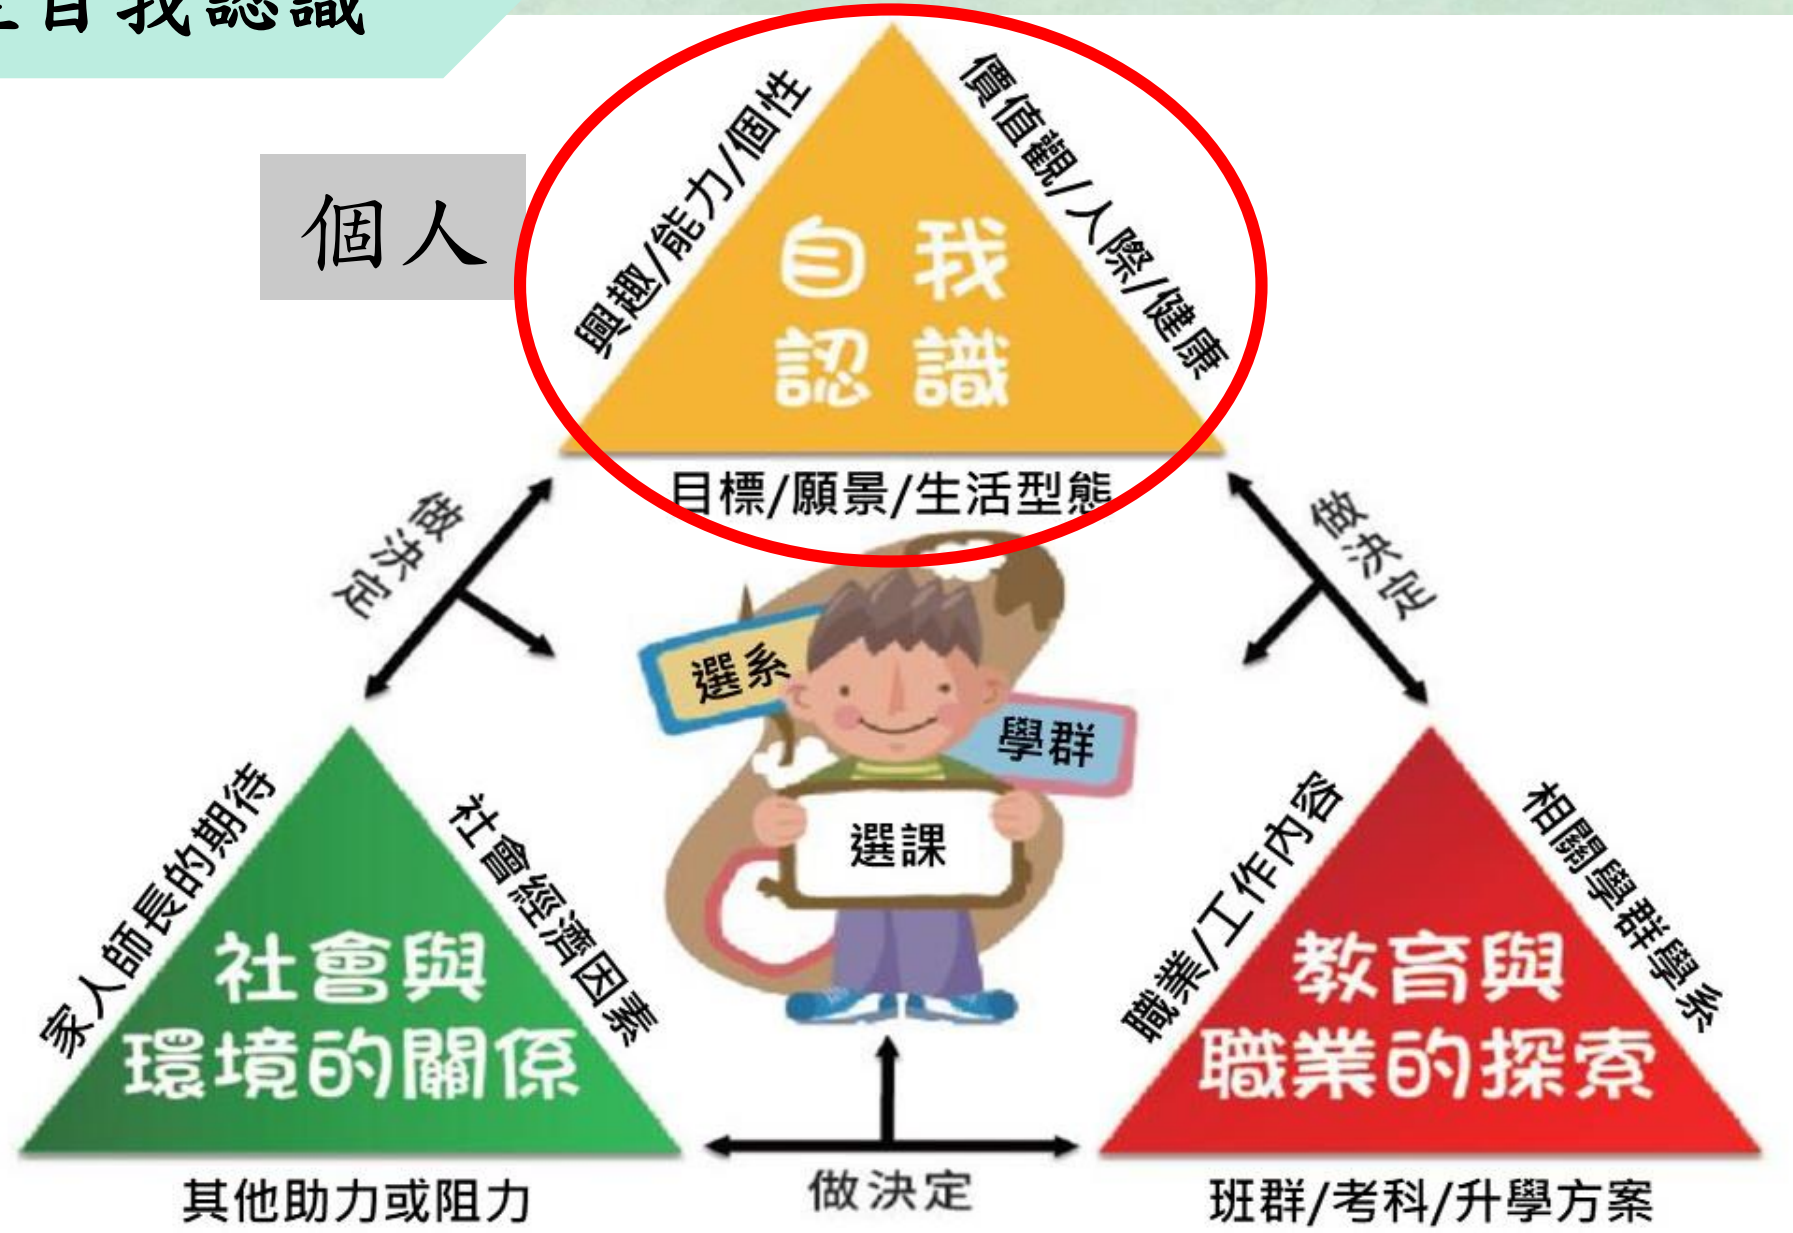 自我認識
個人
興趣/能力/個性
價值觀/人際/健康
自我
認識
目標/願景/生活型態
做決定
做決定
選系
學群
選課
家人師長的期待
社會經濟因素
社會與
環境的關係
其他助力或阻力
做決定
職業/工作內容
相關學群學系
教育與
職業的探索
班群/考科/升學方案